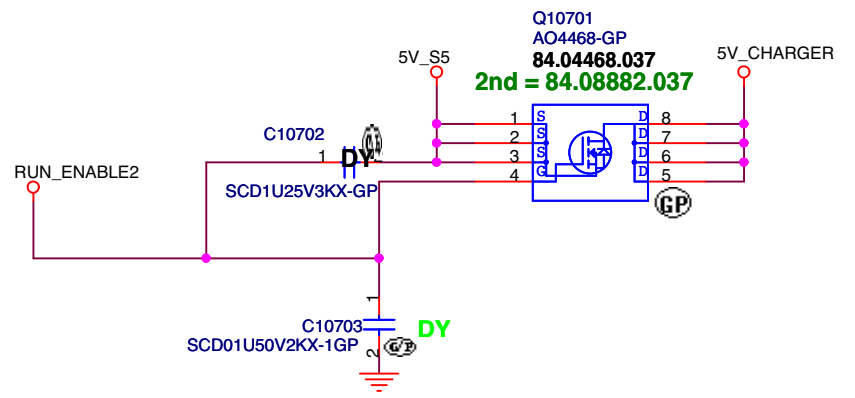 Q10701
AO4468-GP
84.04468.037
2nd = 84.08882.037
5V_S5
5V_CHARGER
1 S D 8
2 S D 7
3 S D 6
4 G D 5
C10702
1 DY
SCD1U25V3KX-GP
RUN_ENABLE2
GP
1
C10703
DY
SCD01U50V2KX-1GP
2
G/P